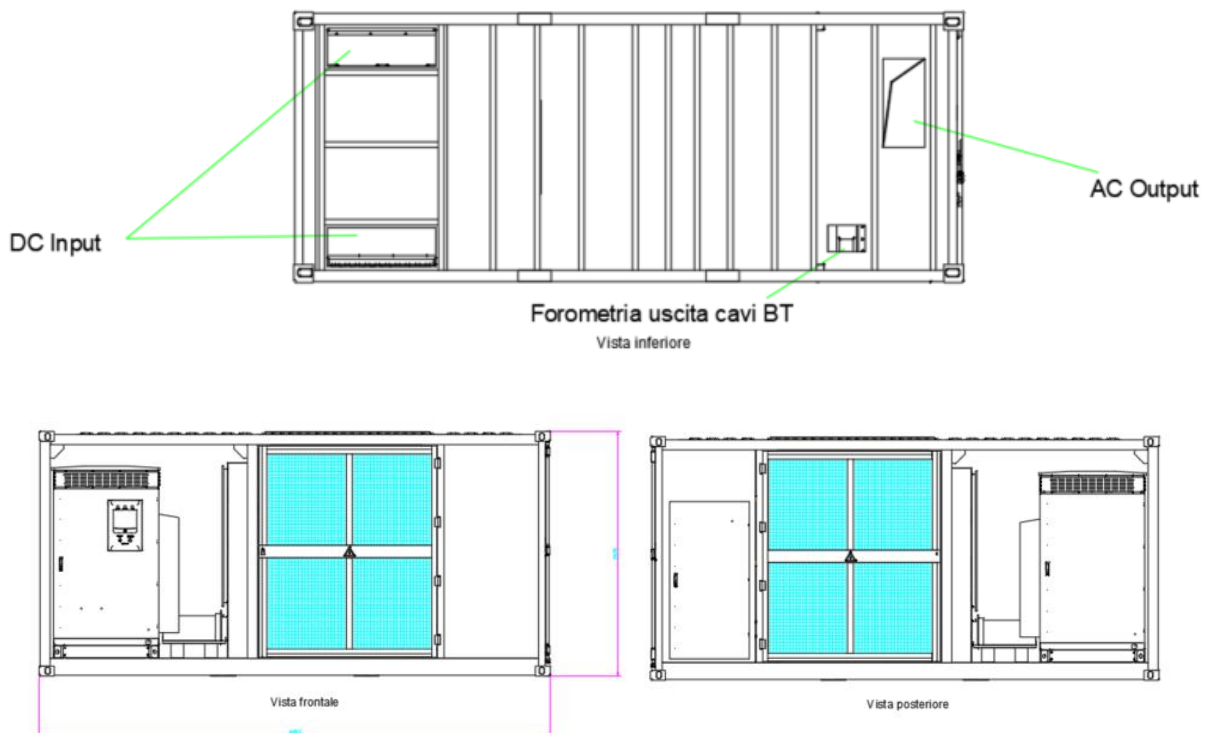 DC Input
AC Output
Forometria uscita cavi BT
Vista inferiore
Vista frontale
Vista posteriore